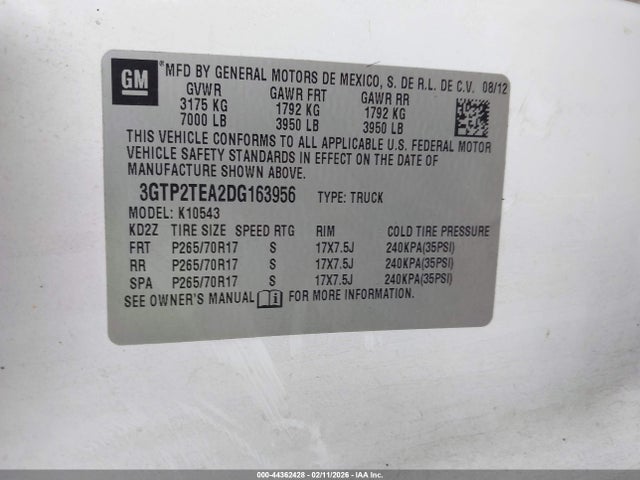 GM
MFD BY GENERAL MOTORS DE MEXICO, S. DE R.L. DE C.V. 08/12
GVWR GAWR FRT GAWR RR
3175 KG 1792 KG 1792 KG
7000 LB 3950 LB 3950 LB
THIS VEHICLE CONFORMS TO ALL APPLICABLE U.S. FEDERAL MOTOR
VEHICLE SAFETY STANDARDS IN EFFECT ON THE DATE OF
MANUFACTURE SHOWN ABOVE.
3GTP2TEA2DG163956 TYPE: TRUCK
MODEL: K10543
KD2Z TIRE SIZE SPEED RTG RIM COLD TIRE PRESSURE
FRT P265/70R17 S 17X7.5J 240KPA(35PSI)
RR P265/70R17 S 17X7.5J 240KPA(35PSI)
SPA P265/70R17 S 17X7.5J 240KPA(35PSI)
SEE OWNER'S MANUAL FOR MORE INFORMATION.
000-44362428 - 02/11/2026 - IAA Inc.